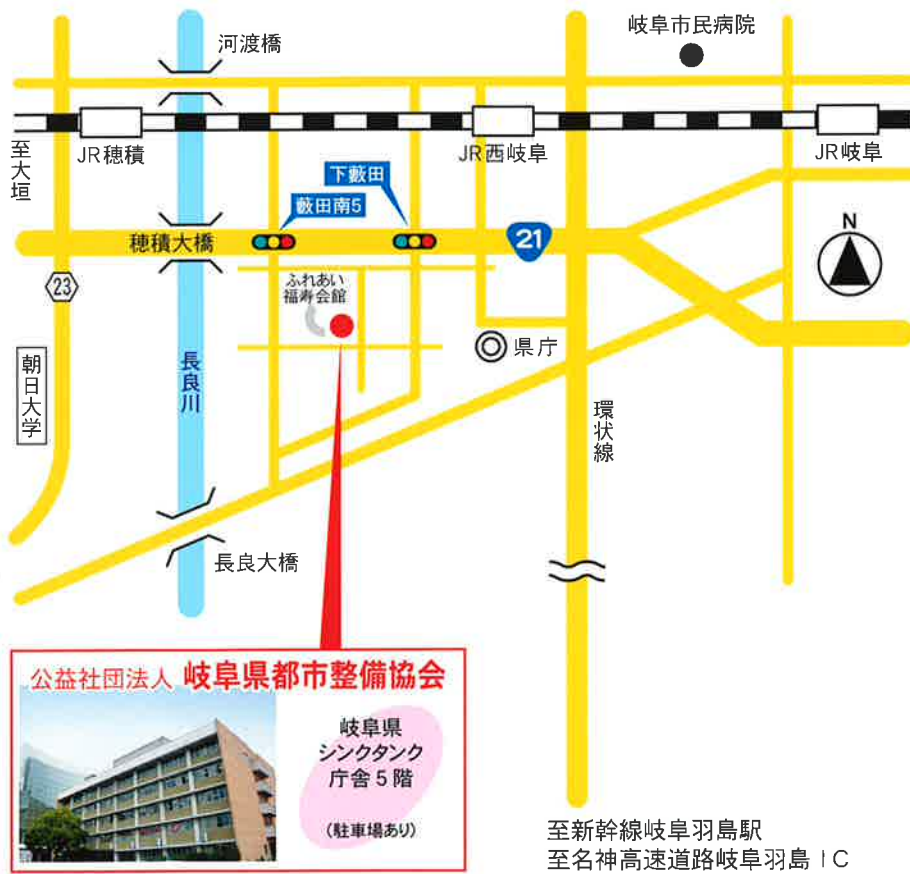 岐阜市民病院
河渡橋
JR穂積
JR西岐阜
JR岐阜
至大垣
下藪田
藪田南5
穂積大橋
21
N
23
ふれあい
福寿会館
県庁
朝日大学
長良川
環状線
長良大橋
公益社団法人 岐阜県都市整備協会
岐阜県
シンクタンク
庁舎5階
(駐車場あり)
至新幹線岐阜羽島駅
至名神高速道路岐阜羽島IC